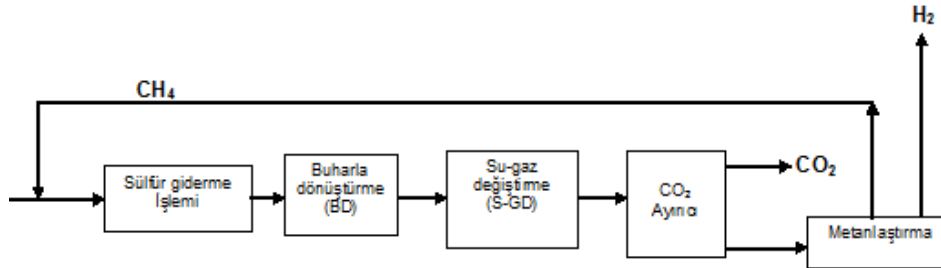 H₂
CH₄
Sülfür giderme
İşlemi
Buharla
dönüştürme
(BD)
Su-gaz
değiştirme
(S-GD)
CO₂
Ayırıcı
CO₂
Metanlaştırma